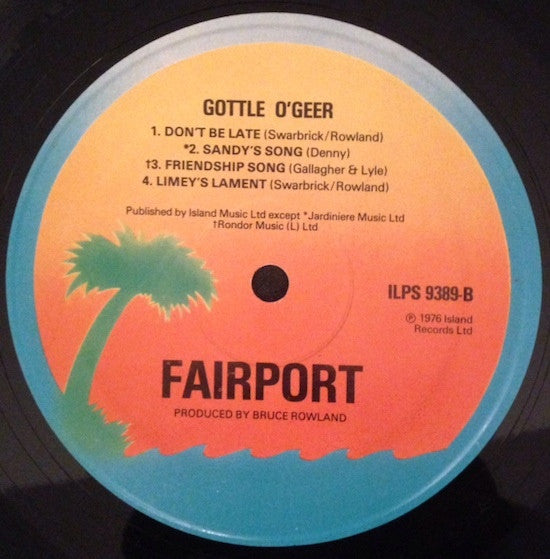 GOTTLE O'GEER
1. DON'T BE LATE (Swarbrick/Rowland)
*2. SANDY'S SONG (Denny)
†3. FRIENDSHIP SONG (Gallagher & Lyle)
4. LIMEY'S LAMENT (Swarbrick/Rowland)
Published by Island Music Ltd except *Jardiniere Music Ltd
†Rondor Music (L) Ltd
ILPS 9389-B
℗ 1976 Island
Records Ltd
FAIRPORT
PRODUCED BY BRUCE ROWLAND